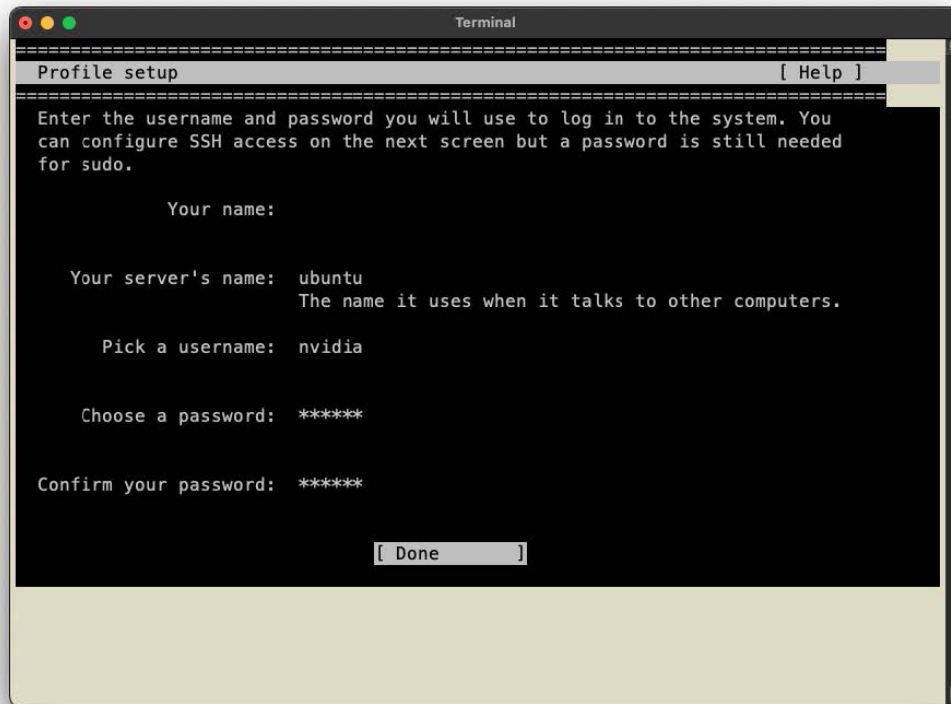 Terminal
================================================================================
Profile setup [ Help ]
================================================================================
Enter the username and password you will use to log in to the system. You
can configure SSH access on the next screen but a password is still needed
for sudo.
Your name:
Your server's name: ubuntu
The name it uses when it talks to other computers.
Pick a username: nvidia
Choose a password: ******
Confirm your password: ******
[ Done ]